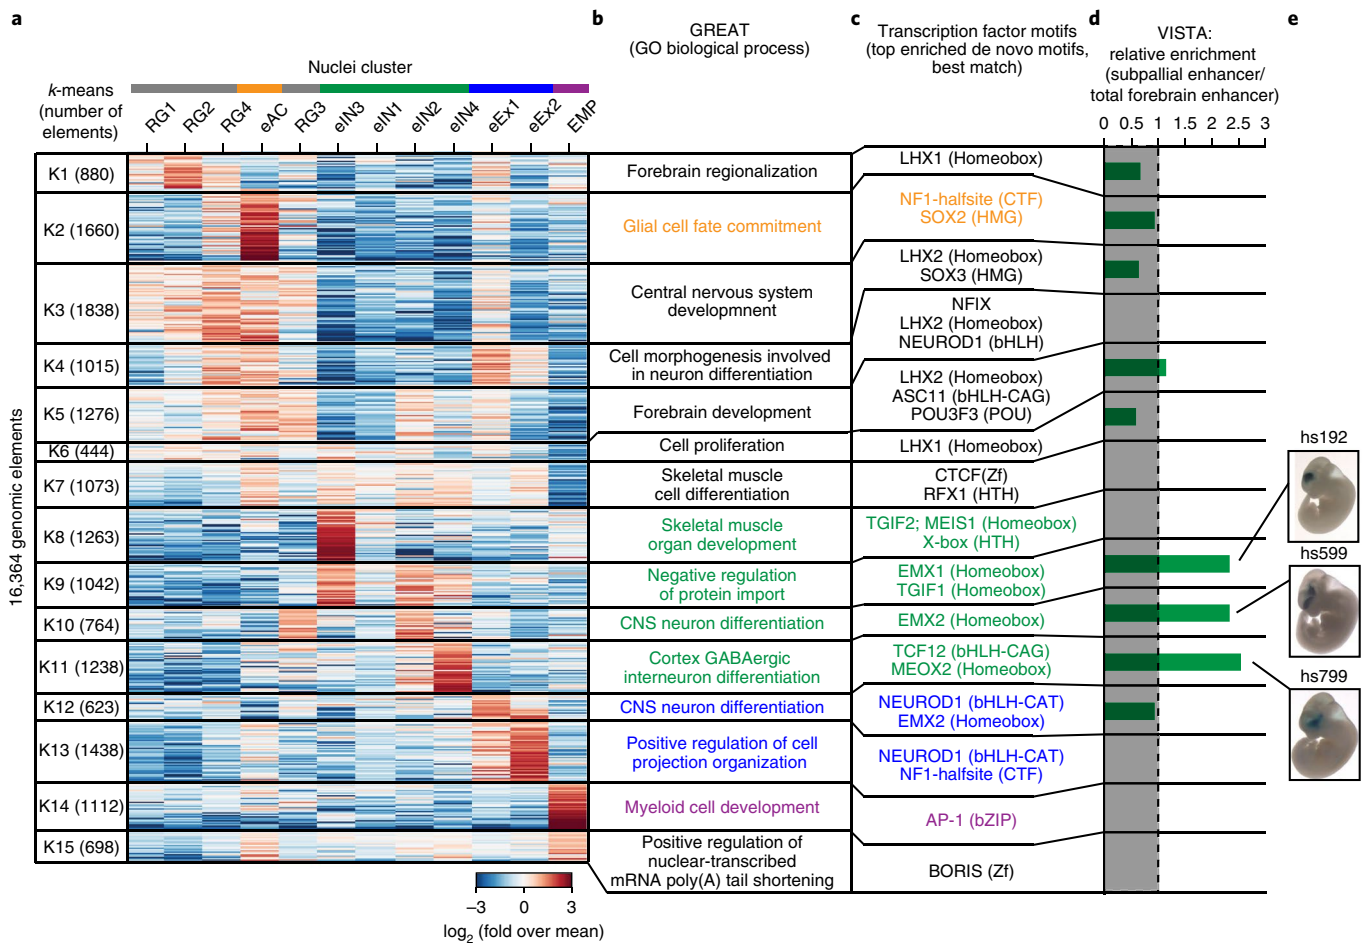 a
b
c
d
e
Nuclei cluster
k-means
(number of
elements)
RG1
RG2
RG4
eAC
RG3
eIN3
eIN1
eIN2
eIN4
eEx1
eEx2
EMP
GREAT
(GO biological process)
Transcription factor motifs
(top enriched de novo motifs,
best match)
VISTA:
relative enrichment
(subpallial enhancer/
total forebrain enhancer)
0 0.5 1 1.5 2 2.5 3
16,364 genomic elements
K1 (880)
K2 (1660)
K3 (1838)
K4 (1015)
K5 (1276)
K6 (444)
K7 (1073)
K8 (1263)
K9 (1042)
K10 (764)
K11 (1238)
K12 (623)
K13 (1438)
K14 (1112)
K15 (698)
Forebrain regionalization
Glial cell fate commitment
Central nervous system
developmnent
Cell morphogenesis involved
in neuron differentiation
Forebrain development
Cell proliferation
Skeletal muscle
cell differentiation
Skeletal muscle
organ development
Negative regulation
of protein import
CNS neuron differentiation
Cortex GABAergic
interneuron differentiation
CNS neuron differentiation
Positive regulation of cell
projection organization
Myeloid cell development
Positive regulation of
nuclear-transcribed
mRNA poly(A) tail shortening
LHX1 (Homeobox)
NF1-halfsite (CTF)
SOX2 (HMG)
LHX2 (Homeobox)
SOX3 (HMG)
NFIX
LHX2 (Homeobox)
NEUROD1 (bHLH)
LHX2 (Homeobox)
ASC11 (bHLH-CAG)
POU3F3 (POU)
LHX1 (Homeobox)
CTCF(Zf)
RFX1 (HTH)
TGIF2; MEIS1 (Homeobox)
X-box (HTH)
EMX1 (Homeobox)
TGIF1 (Homeobox)
EMX2 (Homeobox)
TCF12 (bHLH-CAG)
MEOX2 (Homeobox)
NEUROD1 (bHLH-CAT)
EMX2 (Homeobox)
NEUROD1 (bHLH-CAT)
NF1-halfsite (CTF)
AP-1 (bZIP)
BORIS (Zf)
hs192
hs599
hs799
–3 0 3
log2 (fold over mean)